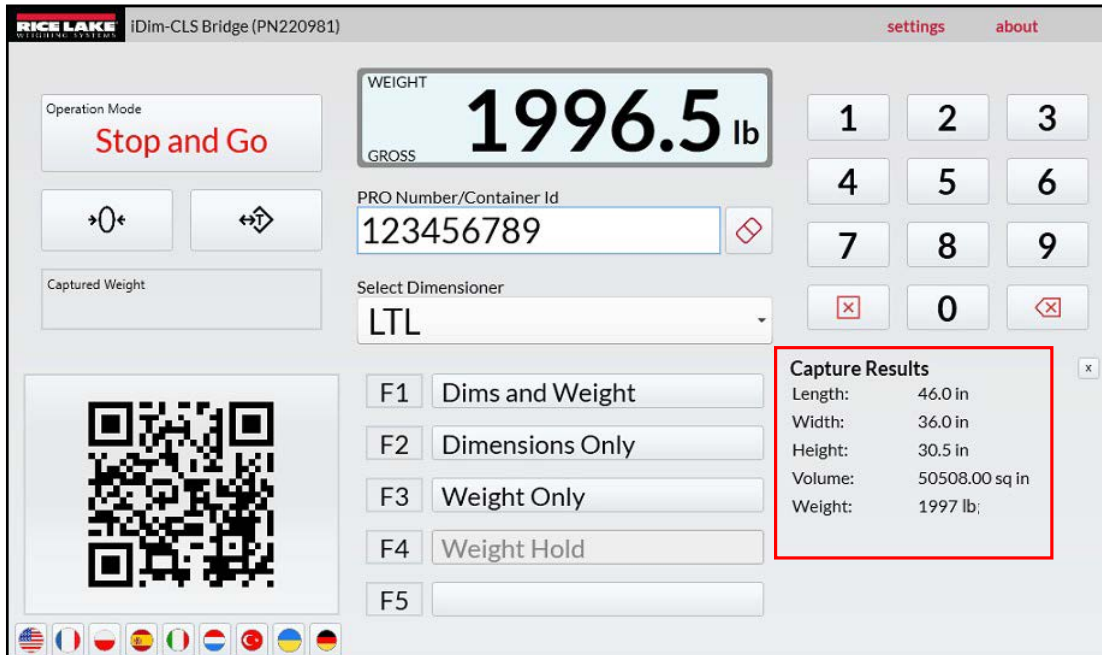 RICE LAKE
WEIGHING SYSTEMS
iDim-CLS Bridge (PN220981)
settings
about
Operation Mode
Stop and Go
→0←
T
Captured Weight
WEIGHT
1996.5 lb
GROSS
PRO Number/Container Id
123456789
Select Dimensioner
LTL
F1 Dims and Weight
F2 Dimensions Only
F3 Weight Only
F4 Weight Hold
F5
1 2 3
4 5 6
7 8 9
0
Capture Results
x
Length: 46.0 in
Width: 36.0 in
Height: 30.5 in
Volume: 50508.00 sq in
Weight: 1997 lb;